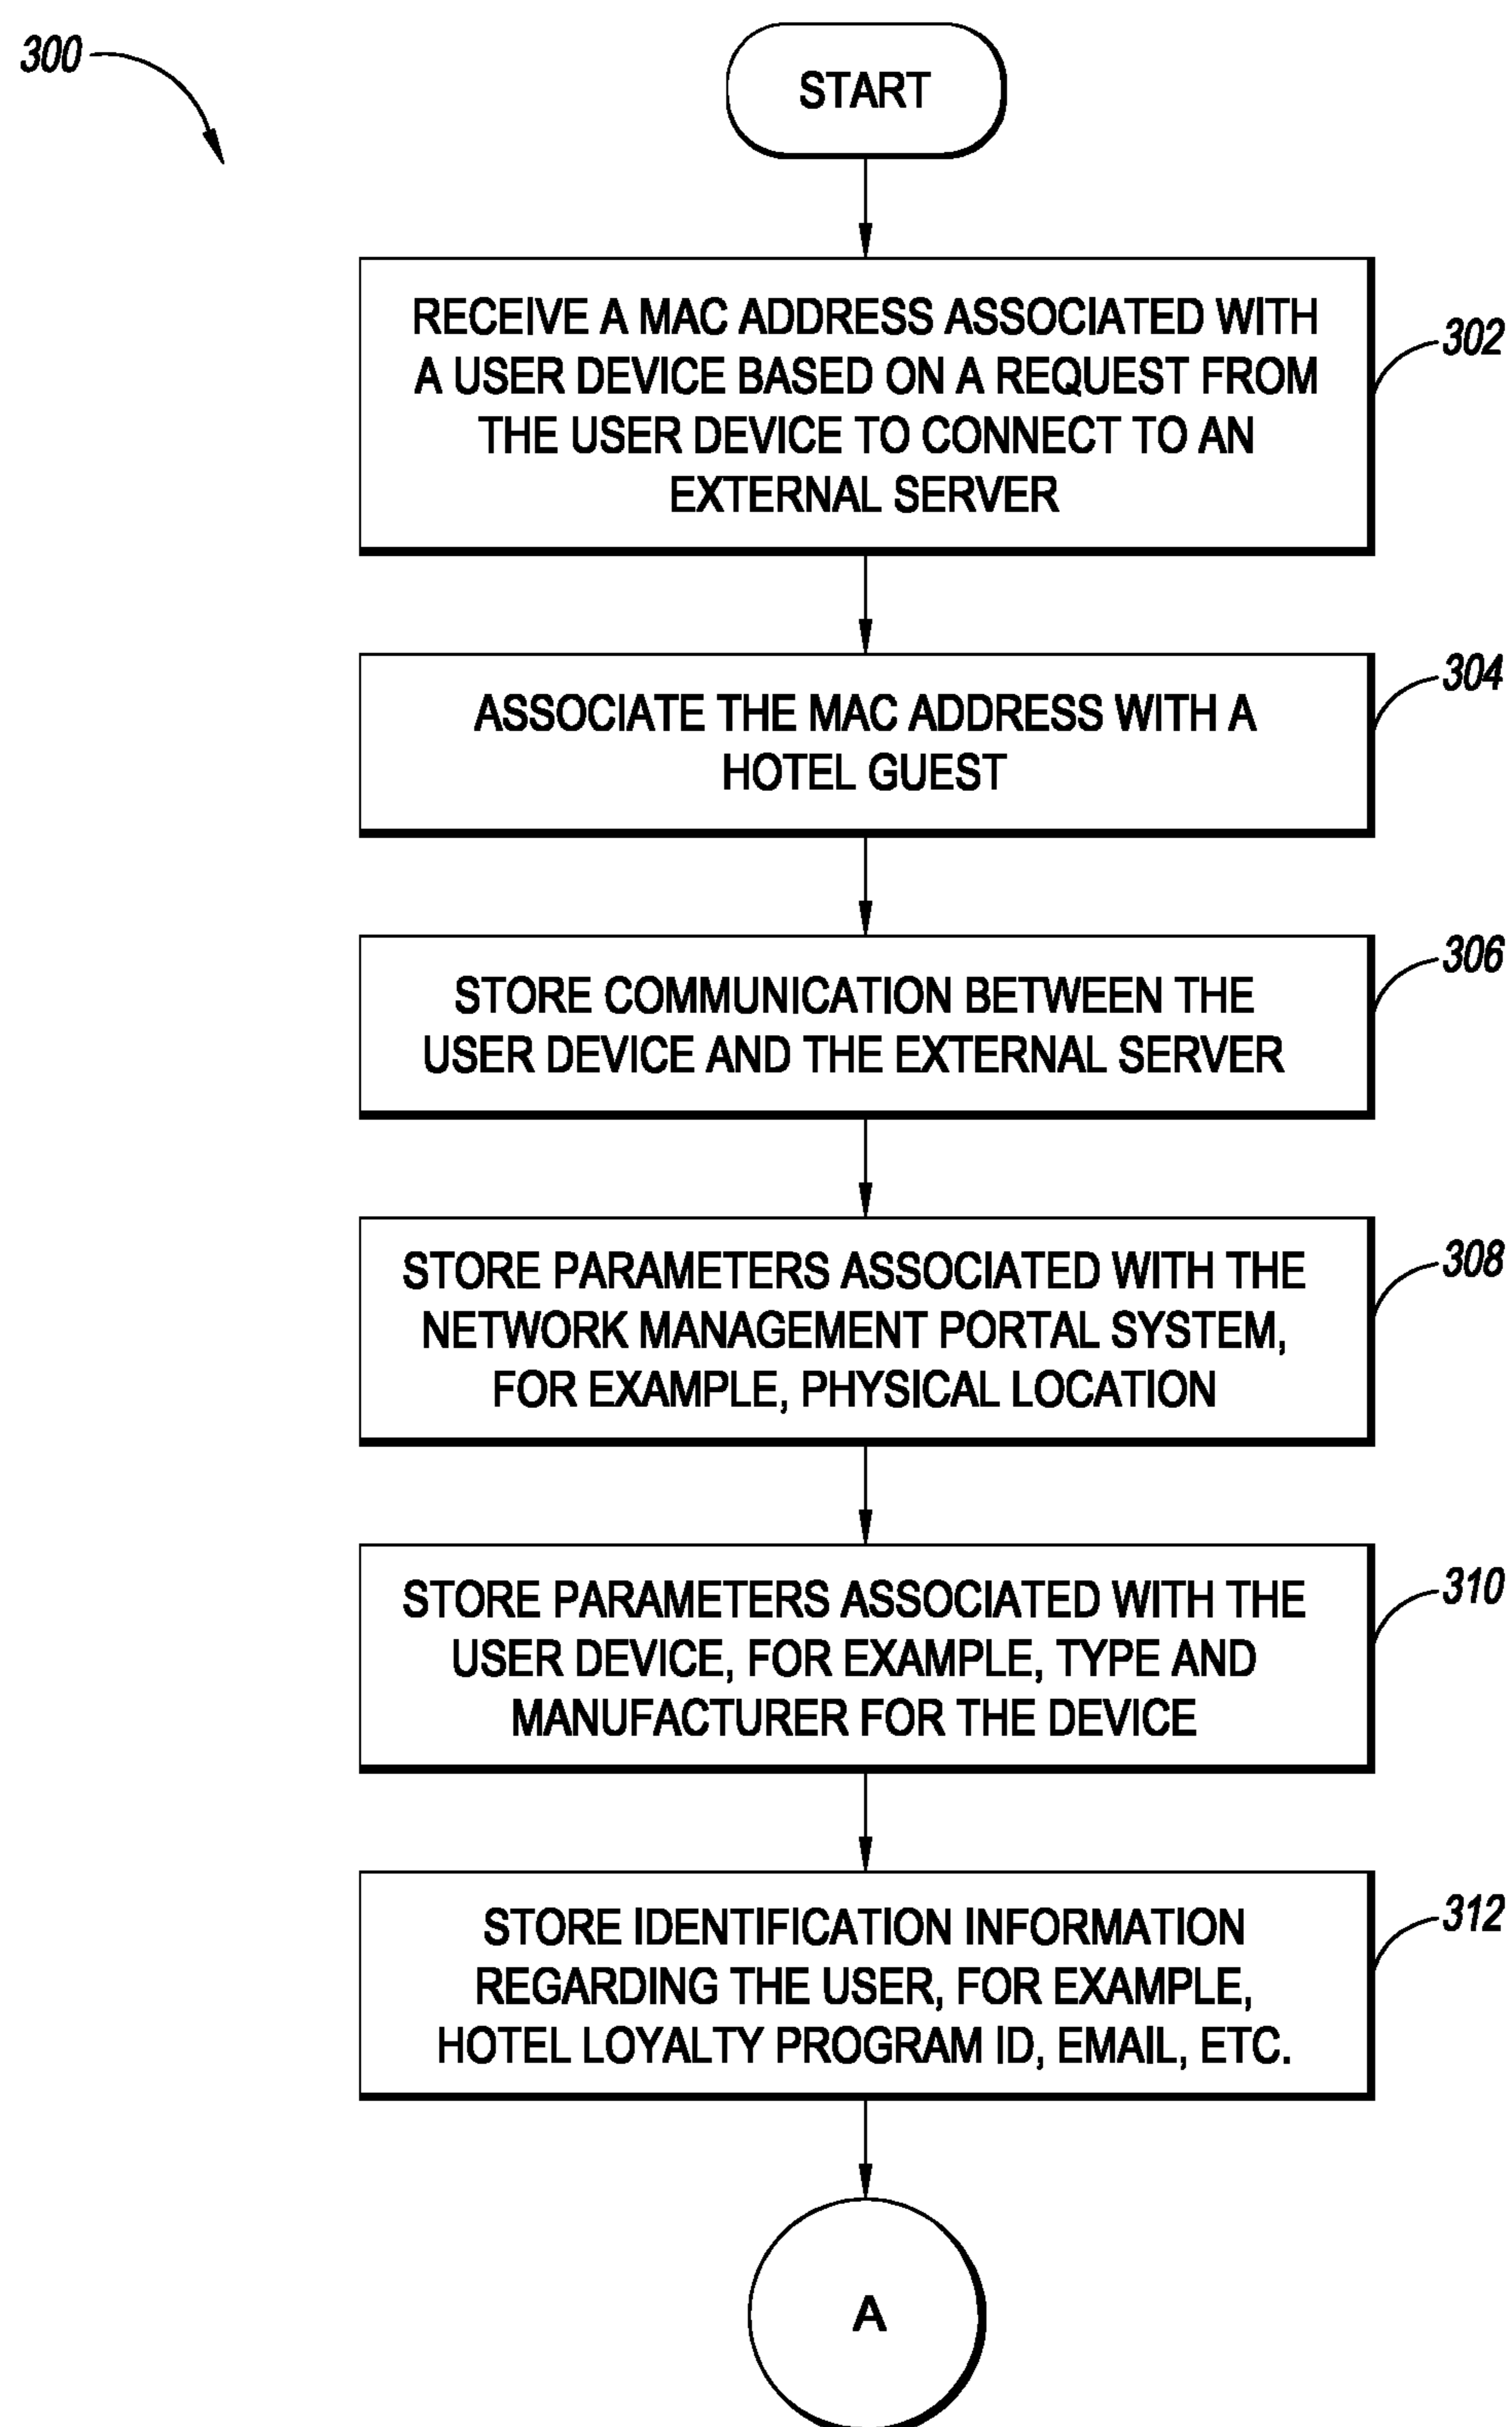 300
START
RECEIVE A MAC ADDRESS ASSOCIATED WITH
A USER DEVICE BASED ON A REQUEST FROM
THE USER DEVICE TO CONNECT TO AN
EXTERNAL SERVER
302
ASSOCIATE THE MAC ADDRESS WITH A
HOTEL GUEST
304
STORE COMMUNICATION BETWEEN THE
USER DEVICE AND THE EXTERNAL SERVER
306
STORE PARAMETERS ASSOCIATED WITH THE
NETWORK MANAGEMENT PORTAL SYSTEM,
FOR EXAMPLE, PHYSICAL LOCATION
308
STORE PARAMETERS ASSOCIATED WITH THE
USER DEVICE, FOR EXAMPLE, TYPE AND
MANUFACTURER FOR THE DEVICE
310
STORE IDENTIFICATION INFORMATION
REGARDING THE USER, FOR EXAMPLE,
HOTEL LOYALTY PROGRAM ID, EMAIL, ETC.
312
A